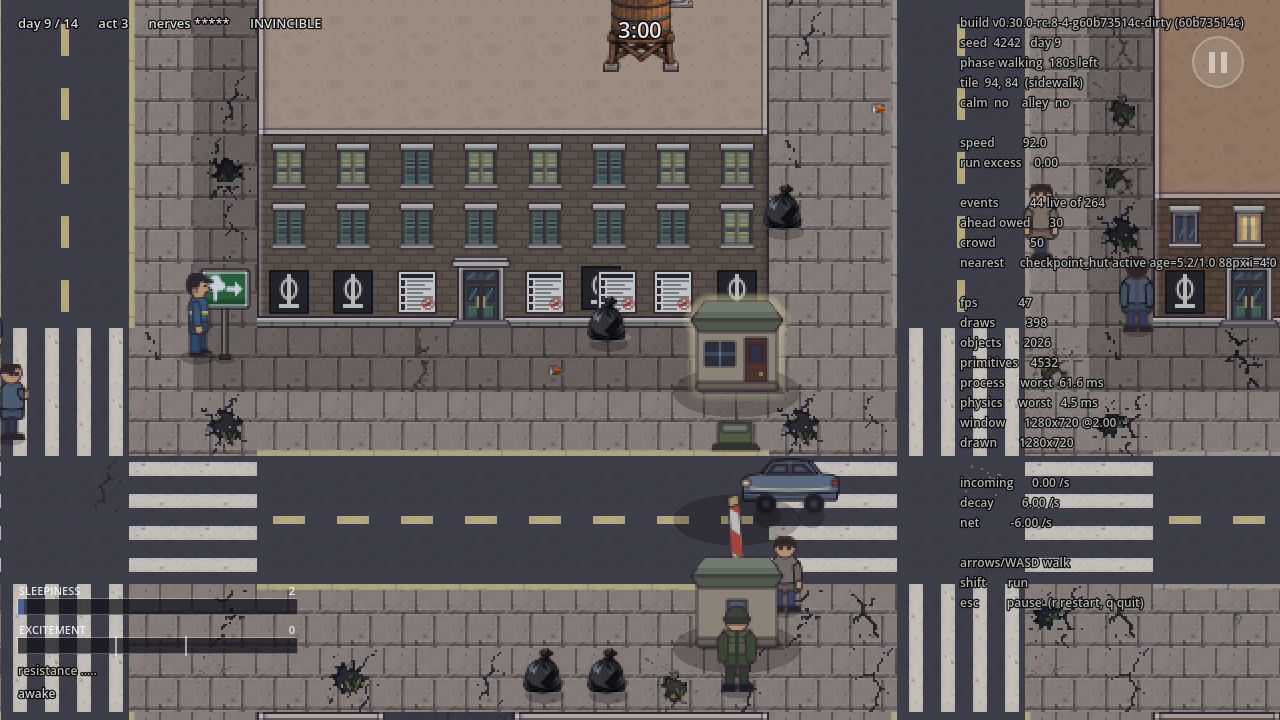 day 9 / 14 act 3 nerves ***** INVINCIBLE
3:00
build v0.30.0-rc.8-4-g60b73514c-dirty (60b73514c)
seed 4242 day 9
phase walking 180s left
tile 94, 84 (sidewalk)
calm no alley no
speed 92.0
run excess 0.00
events 44 live of 264
ahead owed 30
crowd 50
nearest checkpoint_hut active age=5.2/1.0 88px i=4.0
fps 47
draws 398
objects 2026
primitives 4532
process worst 61.6 ms
physics worst 4.5 ms
window 1280x720 @2.00
drawn 1280x720
incoming 0.00 /s
decay 6.00 /s
net -6.00 /s
arrows/WASD walk
shift run
esc pause (r restart, q quit)
SLEEPINESS 2
EXCITEMENT 0
resistance .....
awake